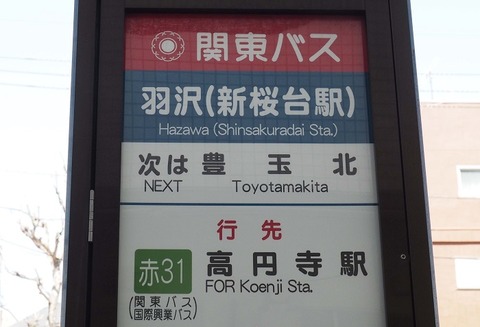 関東バス
羽沢(新桜台駅)
Hazawa (Shinsakuradai Sta.)
次は 豊玉北
NEXT Toyotamakita
行先
赤31 高円寺駅
FOR Koenji Sta.
(関東バス
国際興業バス)